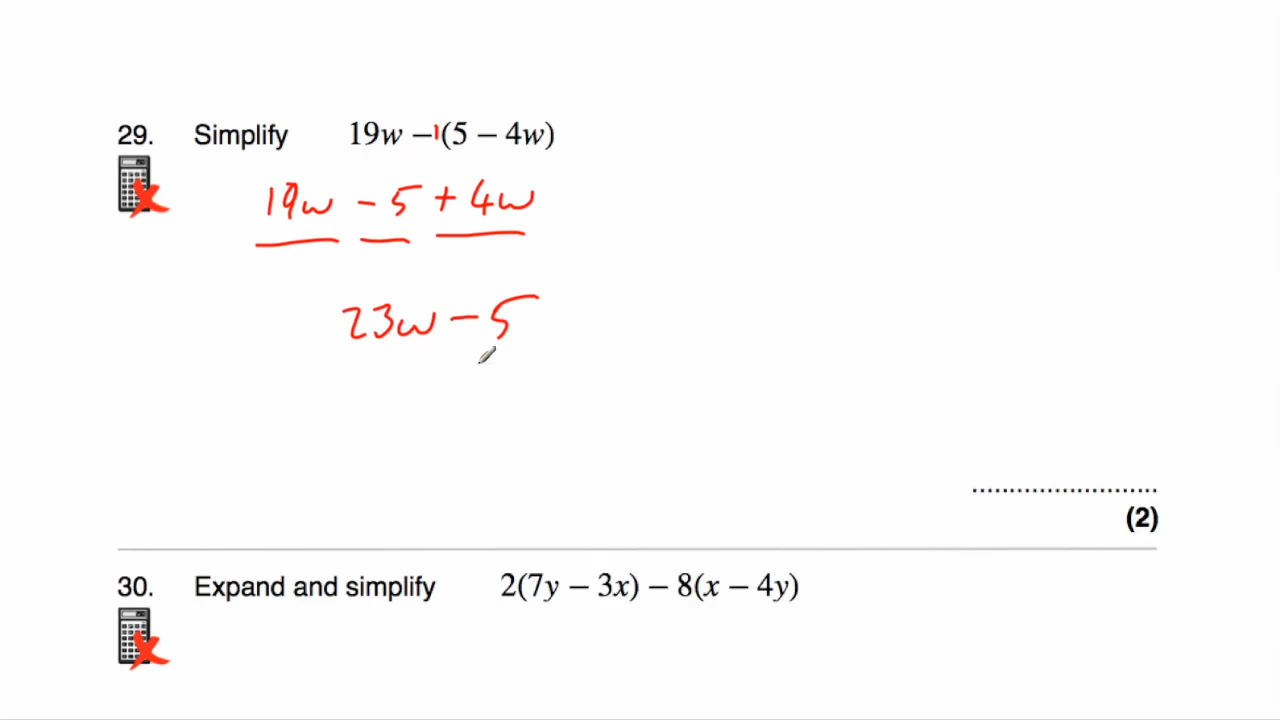 29. Simplify 19w −1(5 − 4w)
19w − 5 + 4w
23w − 5
(2)
30. Expand and simplify 2(7y − 3x) − 8(x − 4y)